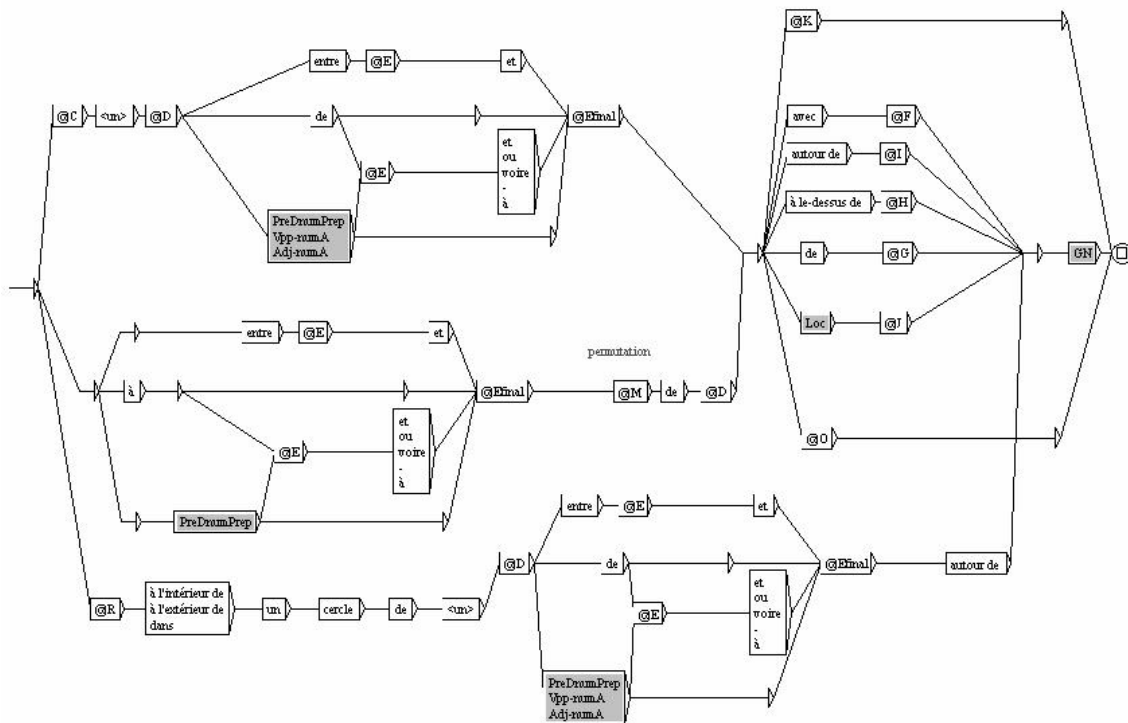 entre @E et
@C <un> @D de @Efinal
@E
et
ou
voire
-
à
PreDnumPrep
Vpp-numA
Adj-numA
entre @E et
à @Efinal
permutation
@M de @D
@E
et
ou
voire
-
à
PreDnumPrep
@R
à l'intérieur de
à l'extérieur de
dans
un cercle de <un>
@D
entre @E et
de @Efinal
autour de
@E
et
ou
voire
-
à
PreDnumPrep
Vpp-numA
Adj-numA
@K
avec @F
autour de @I
à le-dessus de @H
de @G
Loc @J
@O
GN